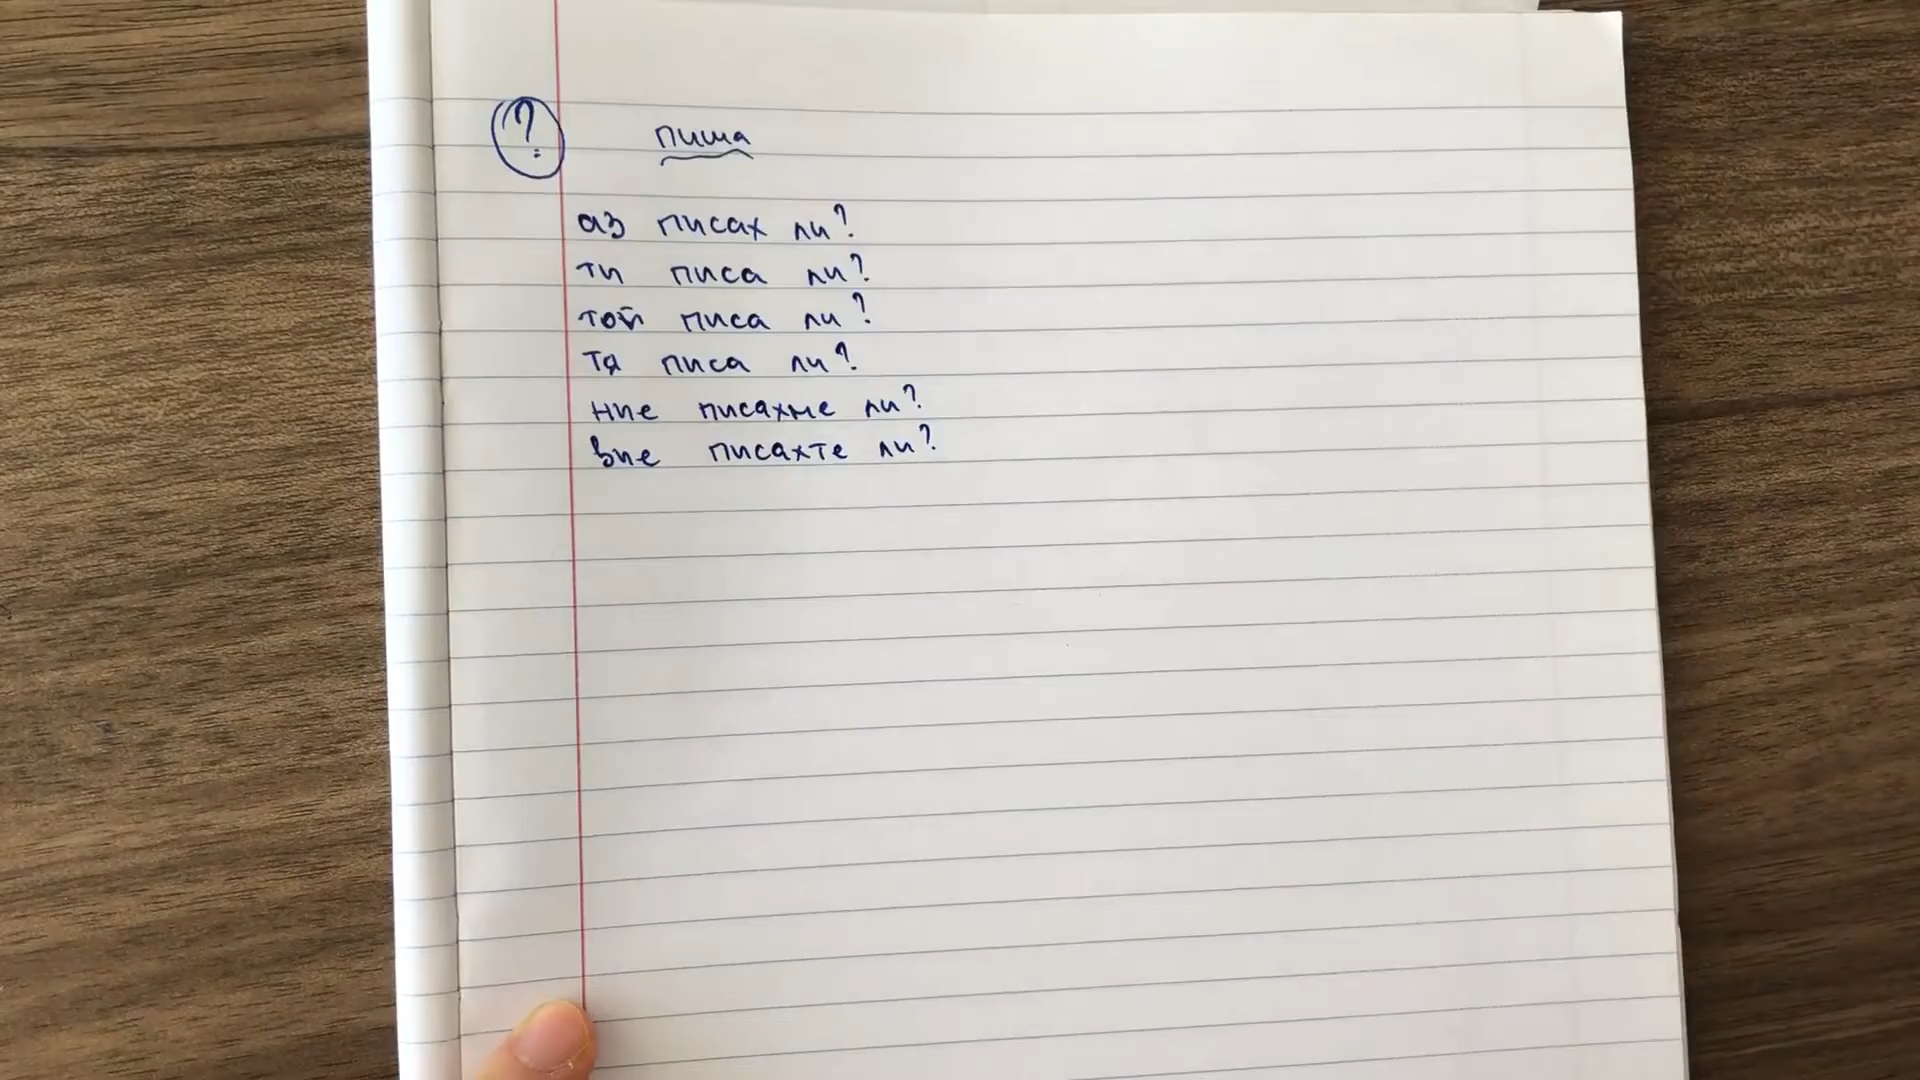 ?
пиша
аз писах ли?
ти писа ли?
той писа ли?
тя писа ли?
ние писахме ли?
вие писахте ли?